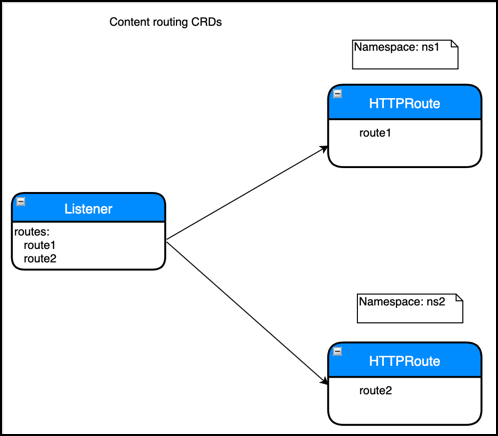 Content routing CRDs
Namespace: ns1
HTTPRoute
route1
Listener
routes:
route1
route2
Namespace: ns2
HTTPRoute
route2